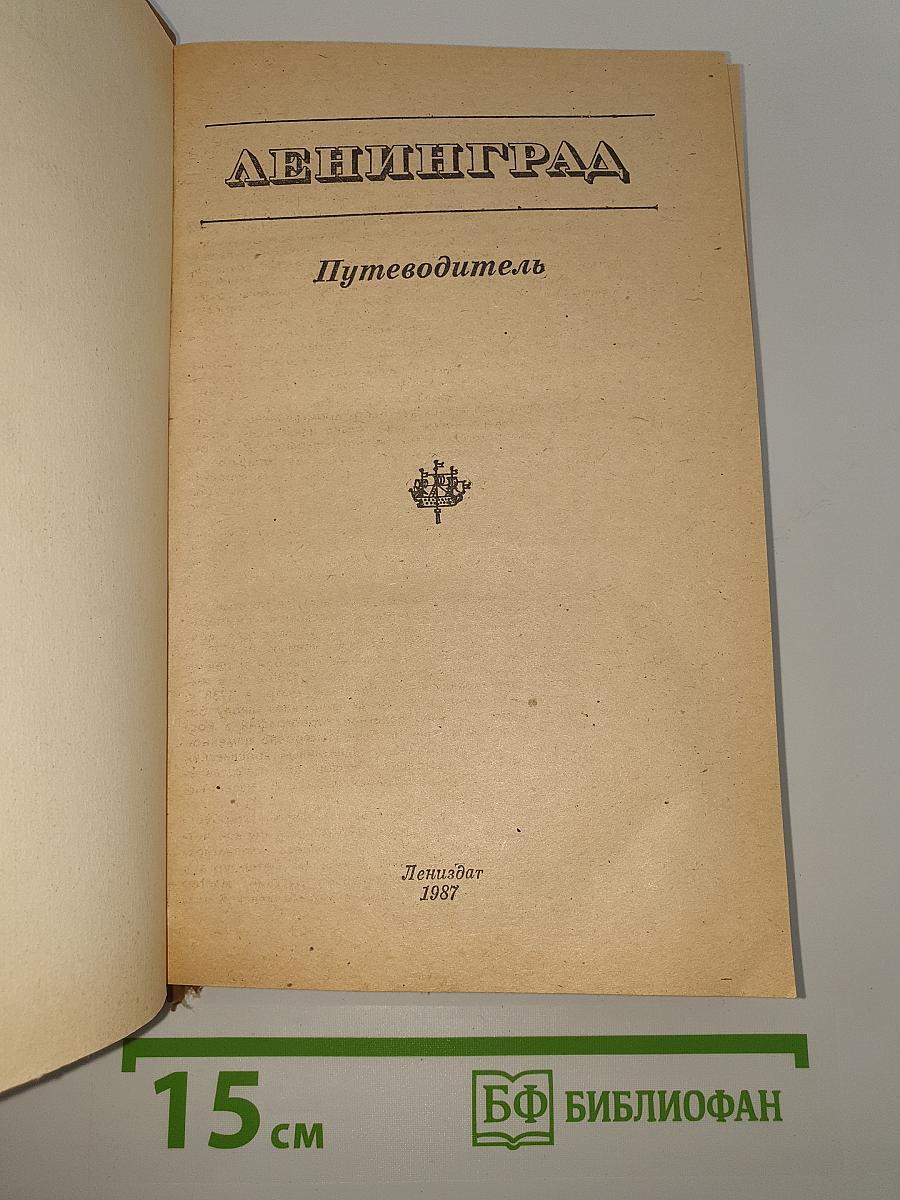 ЛЕНИНГРАД
Путеводитель
Лениздат
1987
15 см
БФ БИБЛИОФАН